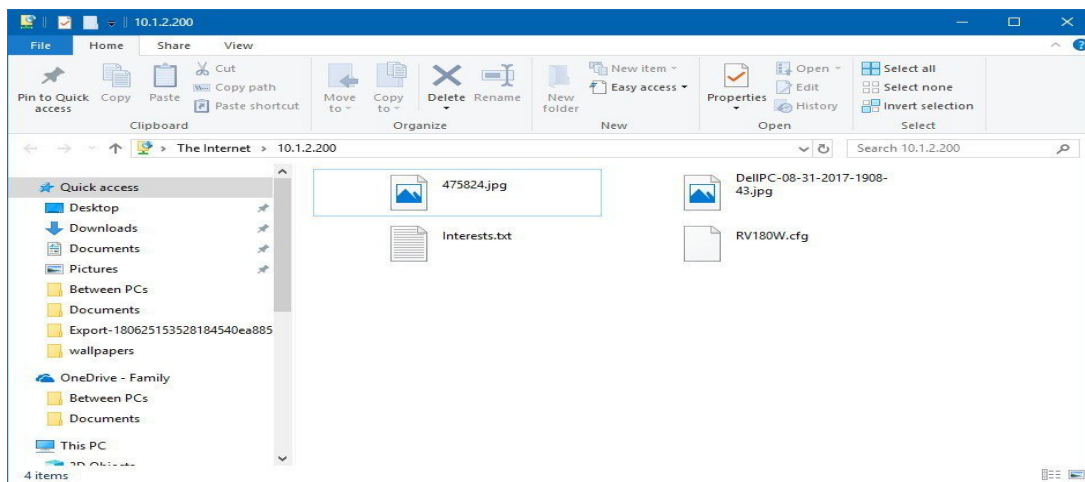 10.1.2.200
File Home Share View
Pin to Quick access
Copy
Paste
Cut
Copy path
Paste shortcut
Clipboard
Move to
Copy to
Delete
Rename
Organize
New folder
New item
Easy access
New
Properties
Open
Edit
History
Open
Select all
Select none
Invert selection
Select
The Internet > 10.1.2.200
Search 10.1.2.200
Quick access
Desktop
Downloads
Documents
Pictures
Between PCs
Documents
Export-180625153528184540ea885
wallpapers
OneDrive - Family
Between PCs
Documents
This PC
3D Objects
475824.jpg
DellPC-08-31-2017-1908-
43.jpg
Interests.txt
RV180W.cfg
4 items